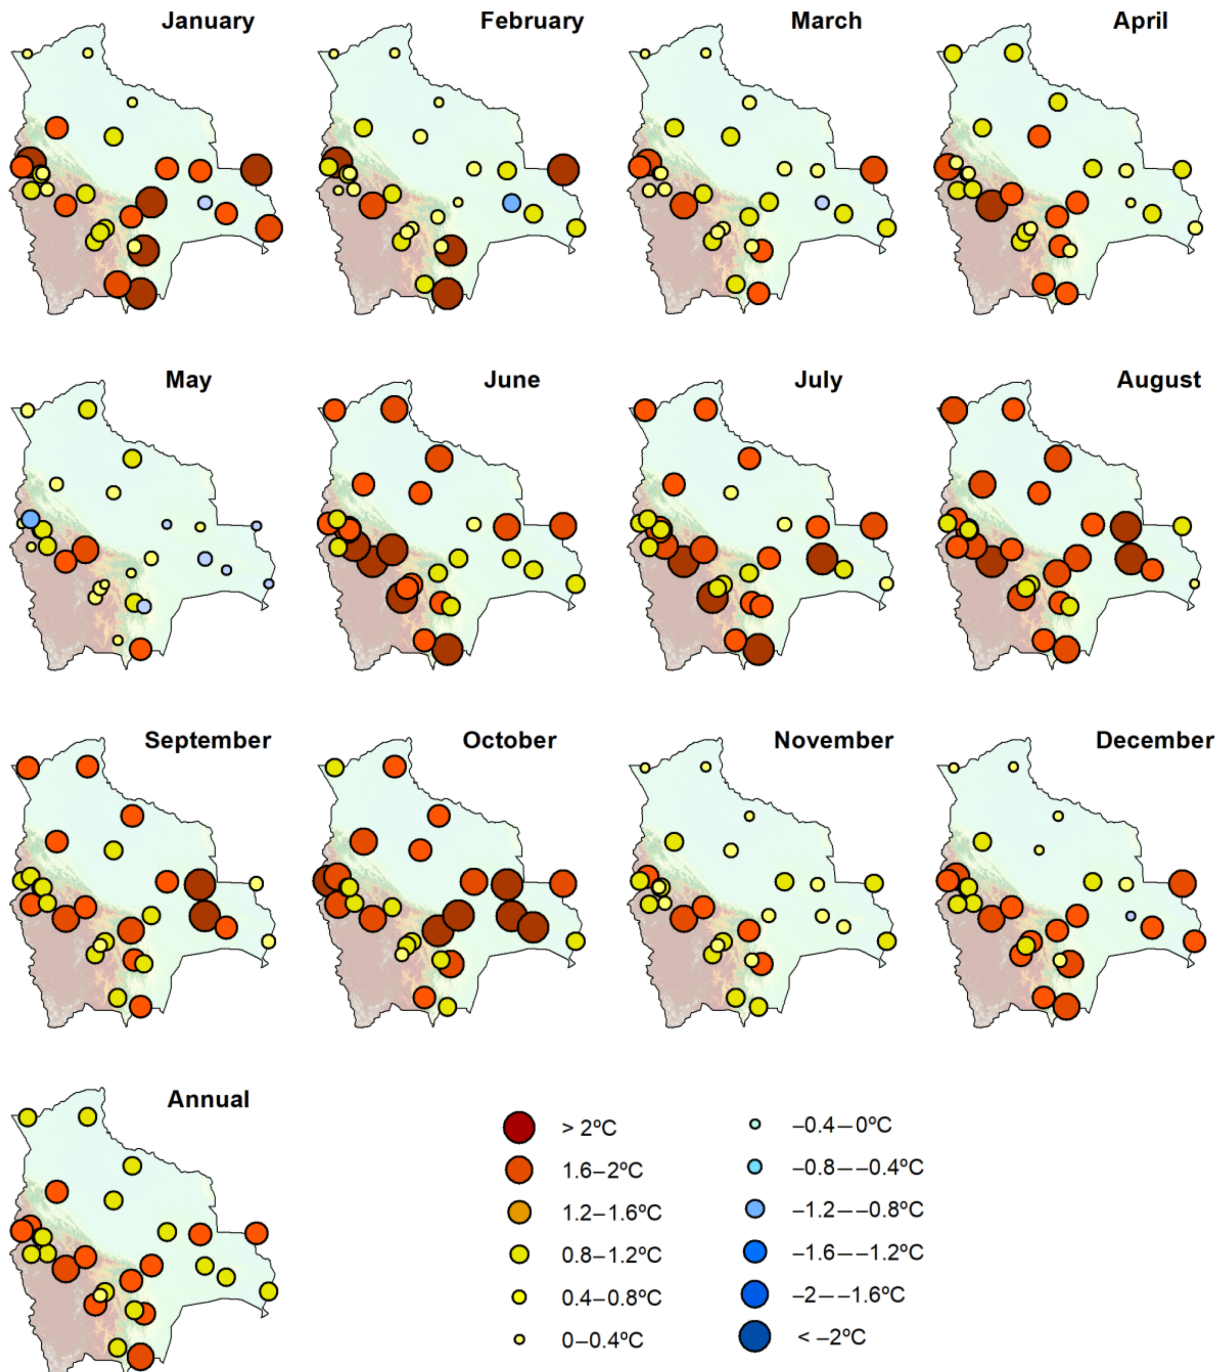 January
February
March
April
May
June
July
August
September
October
November
December
Annual
> 2ºC
1.6–2ºC
1.2–1.6ºC
0.8–1.2ºC
0.4–0.8ºC
0–0.4ºC
–0.4––0ºC
–0.8––0.4ºC
–1.2––0.8ºC
–1.6––1.2ºC
–2––1.6ºC
< –2ºC